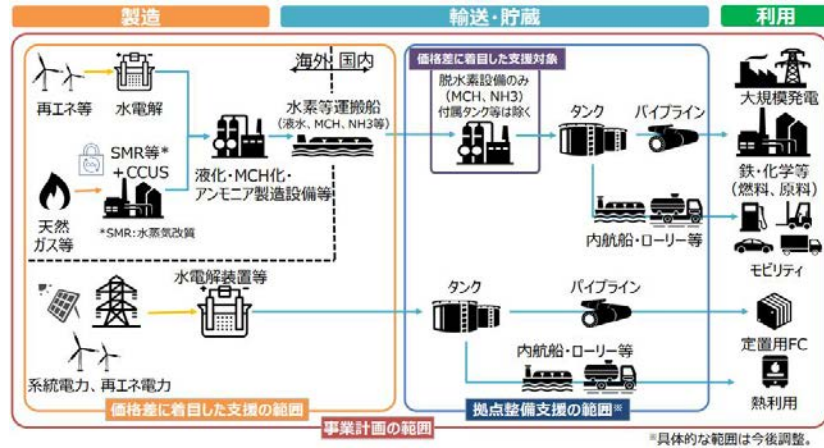 製造
輸送・貯蔵
利用
海外
国内
再エネ等
水電解
SMR等*
+CCUS
天然
ガス等
*SMR:水蒸気改質
液化・MCH化・
アンモニア製造設備等
水素等運搬船
(液水、MCH、NH3等)
価格差に着目した支援対象
脱水素設備のみ
(MCH、NH3)
付属タンク等は除く
タンク
パイプライン
内航船・ローリー等
大規模発電
鉄・化学等
(燃料、原料)
モビリティ
水電解装置等
系統電力、再エネ電力
タンク
パイプライン
内航船・ローリー等
定置用FC
熱利用
価格差に着目した支援の範囲
拠点整備支援の範囲※
事業計画の範囲
※具体的な範囲は今後調整。